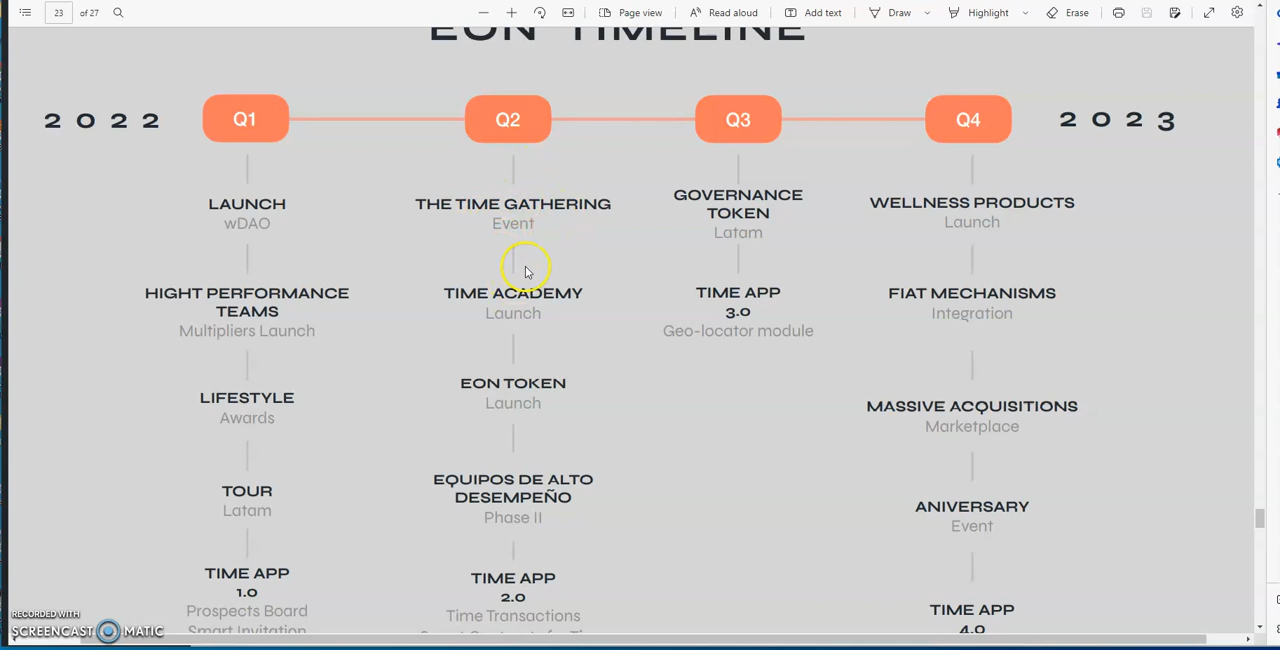 23
of 27
Page view
Read aloud
Add text
Draw
Highlight
Erase
EON TIMELINE
2022
Q1
Q2
Q3
Q4
2023
LAUNCH
wDAO
HIGHT PERFORMANCE
TEAMS
Multipliers Launch
LIFESTYLE
Awards
TOUR
Latam
TIME APP
1.0
Prospects Board
Smart Invitation
THE TIME GATHERING
Event
TIME ACADEMY
Launch
EON TOKEN
Launch
EQUIPOS DE ALTO
DESEMPEÑO
Phase II
TIME APP
2.0
Time Transactions
GOVERNANCE
TOKEN
Latam
TIME APP
3.0
Geo-locator module
WELLNESS PRODUCTS
Launch
FIAT MECHANISMS
Integration
MASSIVE ACQUISITIONS
Marketplace
ANIVERSARY
Event
TIME APP
4.0
RECORDED WITH
SCREENCAST MATIC